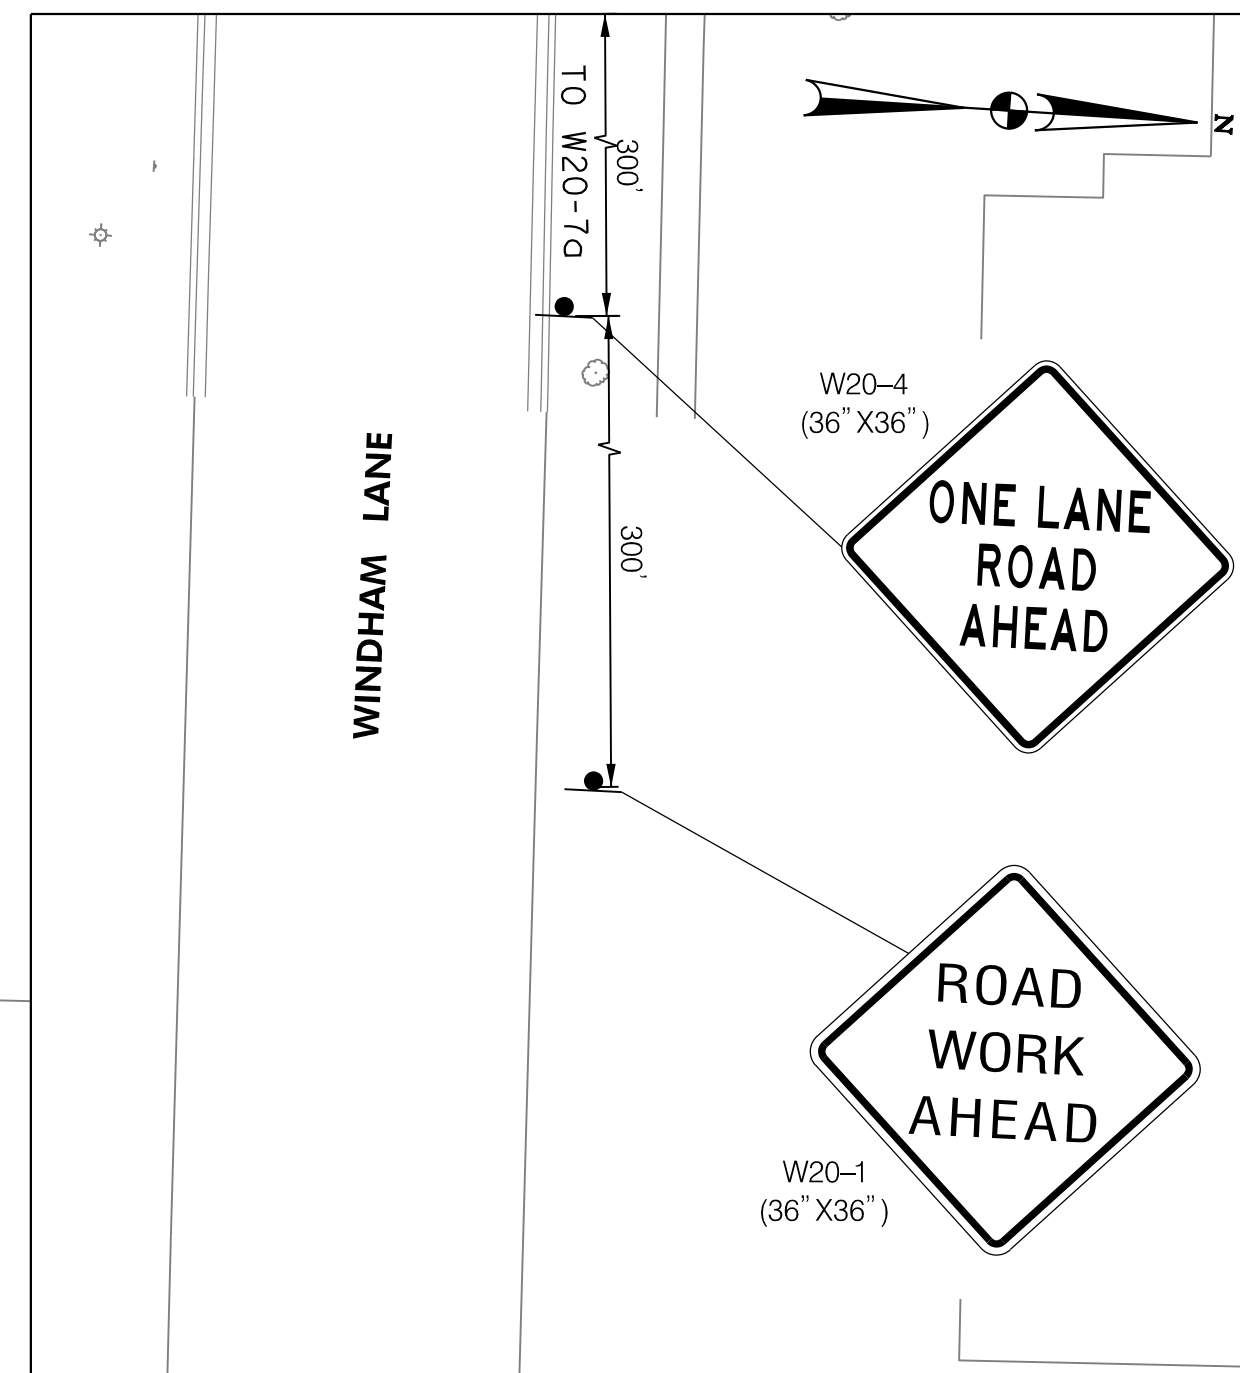 TO W20-7a
300'
N
W20–4
(36" X36" )
ONE LANE
ROAD
AHEAD
WINDHAM LANE
300'
ROAD
WORK
AHEAD
W20–1
(36" X36" )